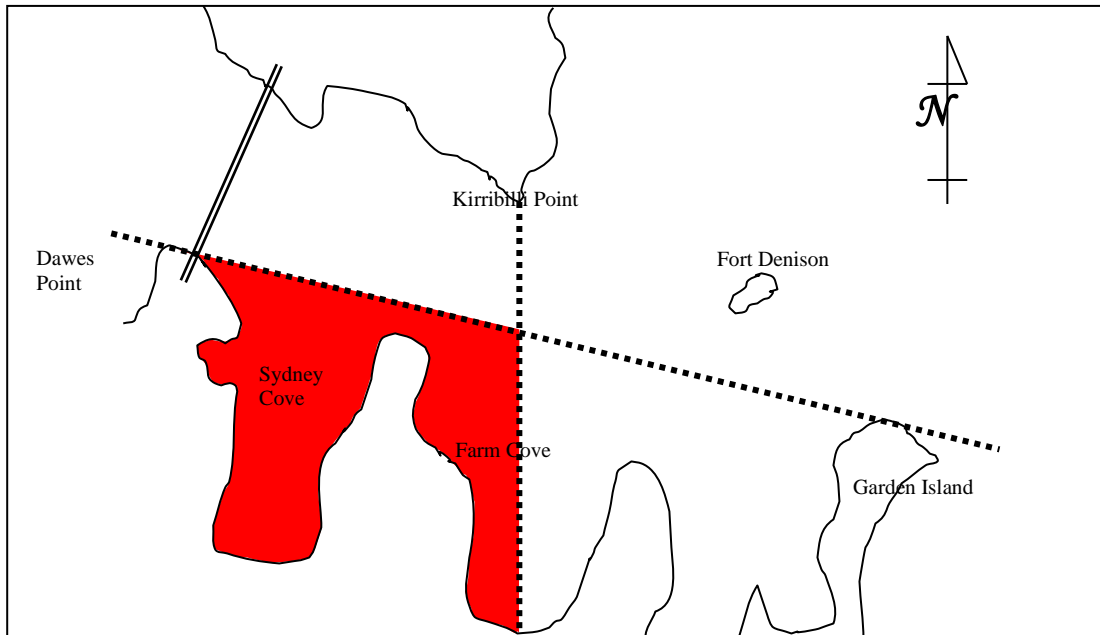 N
Kirribilli Point
Dawes
Point
Fort Denison
Sydney
Cove
Farm Cove
Garden Island